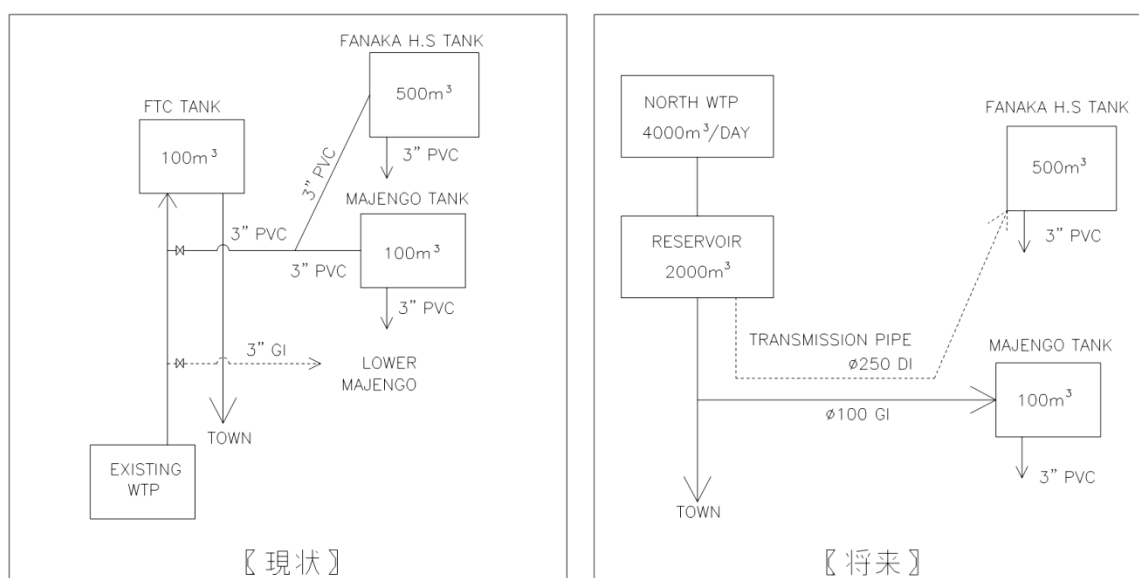 FANAKA H.S TANK
500m³
3" PVC
FTC TANK
100m³
3" PVC
MAJENGO TANK
3" PVC
3" PVC
100m³
3" PVC
3" GI
LOWER
MAJENGO
TOWN
EXISTING
WTP
〖現状〗
NORTH WTP
4000m³/DAY
FANAKA H.S TANK
500m³
3" PVC
RESERVOIR
2000m³
TRANSMISSION PIPE
ø250 DI
MAJENGO TANK
100m³
ø100 GI
3" PVC
TOWN
〖将来〗